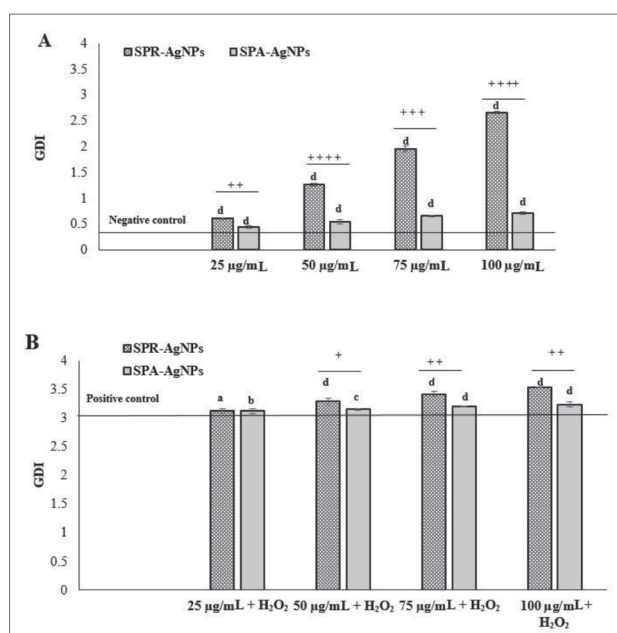 A
SPR-AgNPs SPA-AgNPs
4
3.5
3
2.5
2
1.5
1
0.5
0
GDI
Negative control
++
++++
+++
++++
d d
d d
d d
d d
25 µg/mL 50 µg/mL 75 µg/mL 100 µg/mL
B
SPR-AgNPs
SPA-AgNPs
4
3.5
3
2.5
2
1.5
1
0.5
0
GDI
Positive control
+
++
++
a b
d c
d d
d d
25 µg/mL + H₂O₂ 50 µg/mL + H₂O₂ 75 µg/mL + H₂O₂ 100 µg/mL+
H₂O₂